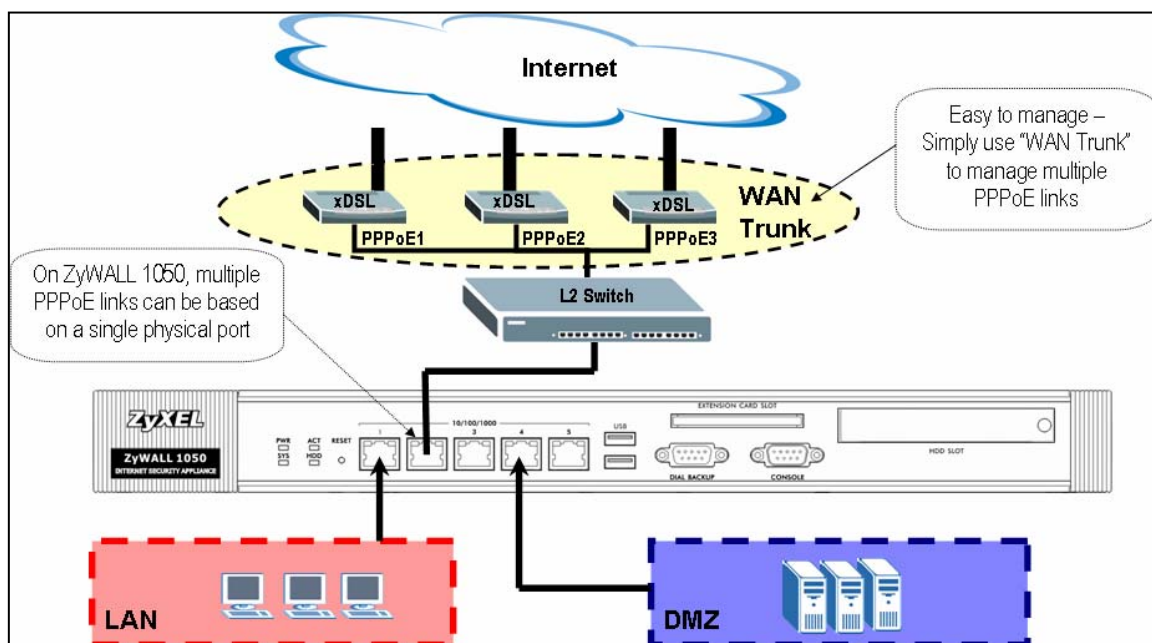 Internet
Easy to manage –
Simply use "WAN Trunk"
to manage multiple
PPPoE links
xDSL
xDSL
xDSL
WAN
Trunk
PPPoE1
PPPoE2
PPPoE3
On ZyWALL 1050, multiple
PPPoE links can be based
on a single physical port
L2 Switch
ZyXEL
ZyWALL 1050
INTERNET SECURITY APPLIANCE
PWR
ACT
RESET
SYS
HDD
10/100/1000
1
3
4
5
USB
EXTENSION CARD SLOT
DIAL BACKUP
CONSOLE
HDD SLOT
LAN
DMZ